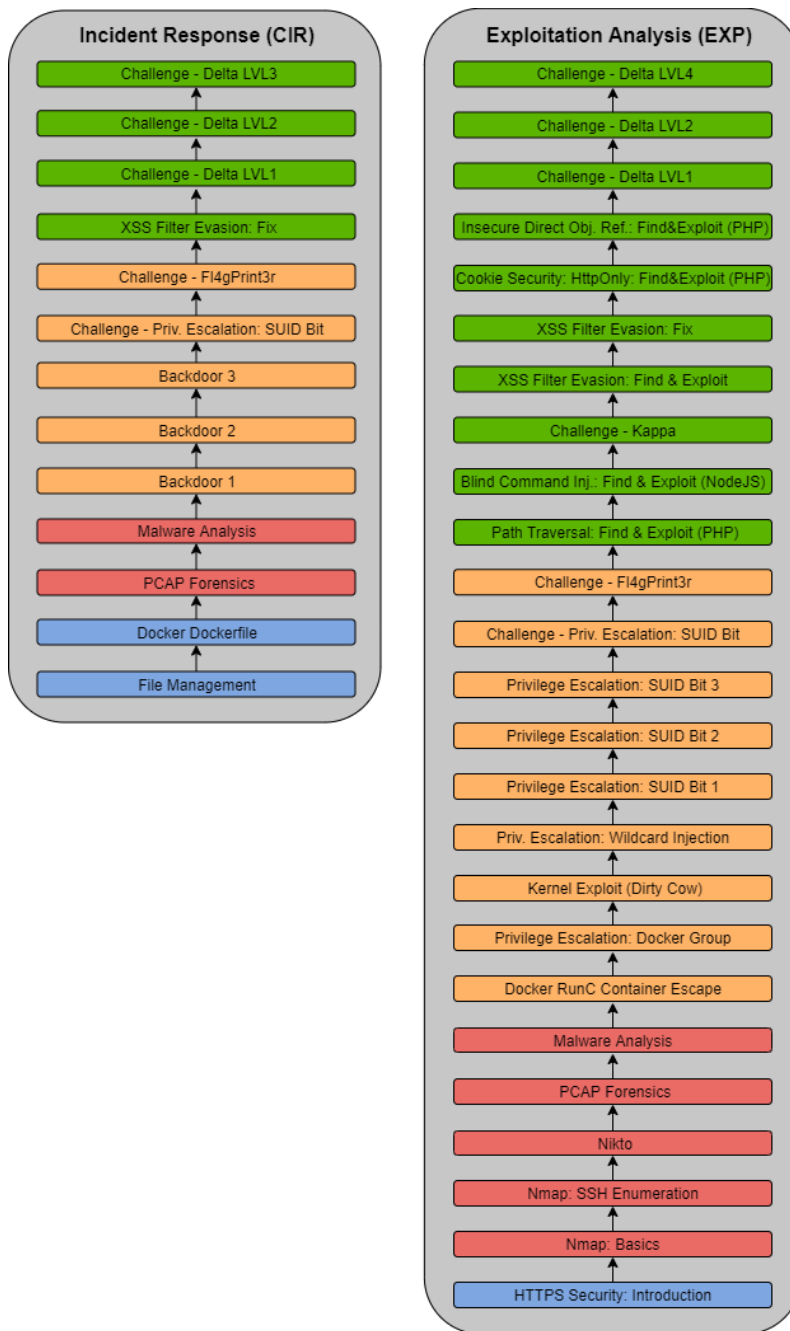 Incident Response (CIR)
Challenge - Delta LVL3
Challenge - Delta LVL2
Challenge - Delta LVL1
XSS Filter Evasion: Fix
Challenge - Fl4gPrint3r
Challenge - Priv. Escalation: SUID Bit
Backdoor 3
Backdoor 2
Backdoor 1
Malware Analysis
PCAP Forensics
Docker Dockerfile
File Management
Exploitation Analysis (EXP)
Challenge - Delta LVL4
Challenge - Delta LVL2
Challenge - Delta LVL1
Insecure Direct Obj. Ref.: Find&Exploit (PHP)
Cookie Security: HttpOnly: Find&Exploit (PHP)
XSS Filter Evasion: Fix
XSS Filter Evasion: Find & Exploit
Challenge - Kappa
Blind Command Inj.: Find & Exploit (NodeJS)
Path Traversal: Find & Exploit (PHP)
Challenge - Fl4gPrint3r
Challenge - Priv. Escalation: SUID Bit
Privilege Escalation: SUID Bit 3
Privilege Escalation: SUID Bit 2
Privilege Escalation: SUID Bit 1
Priv. Escalation: Wildcard Injection
Kernel Exploit (Dirty Cow)
Privilege Escalation: Docker Group
Docker RunC Container Escape
Malware Analysis
PCAP Forensics
Nikto
Nmap: SSH Enumeration
Nmap: Basics
HTTPS Security: Introduction